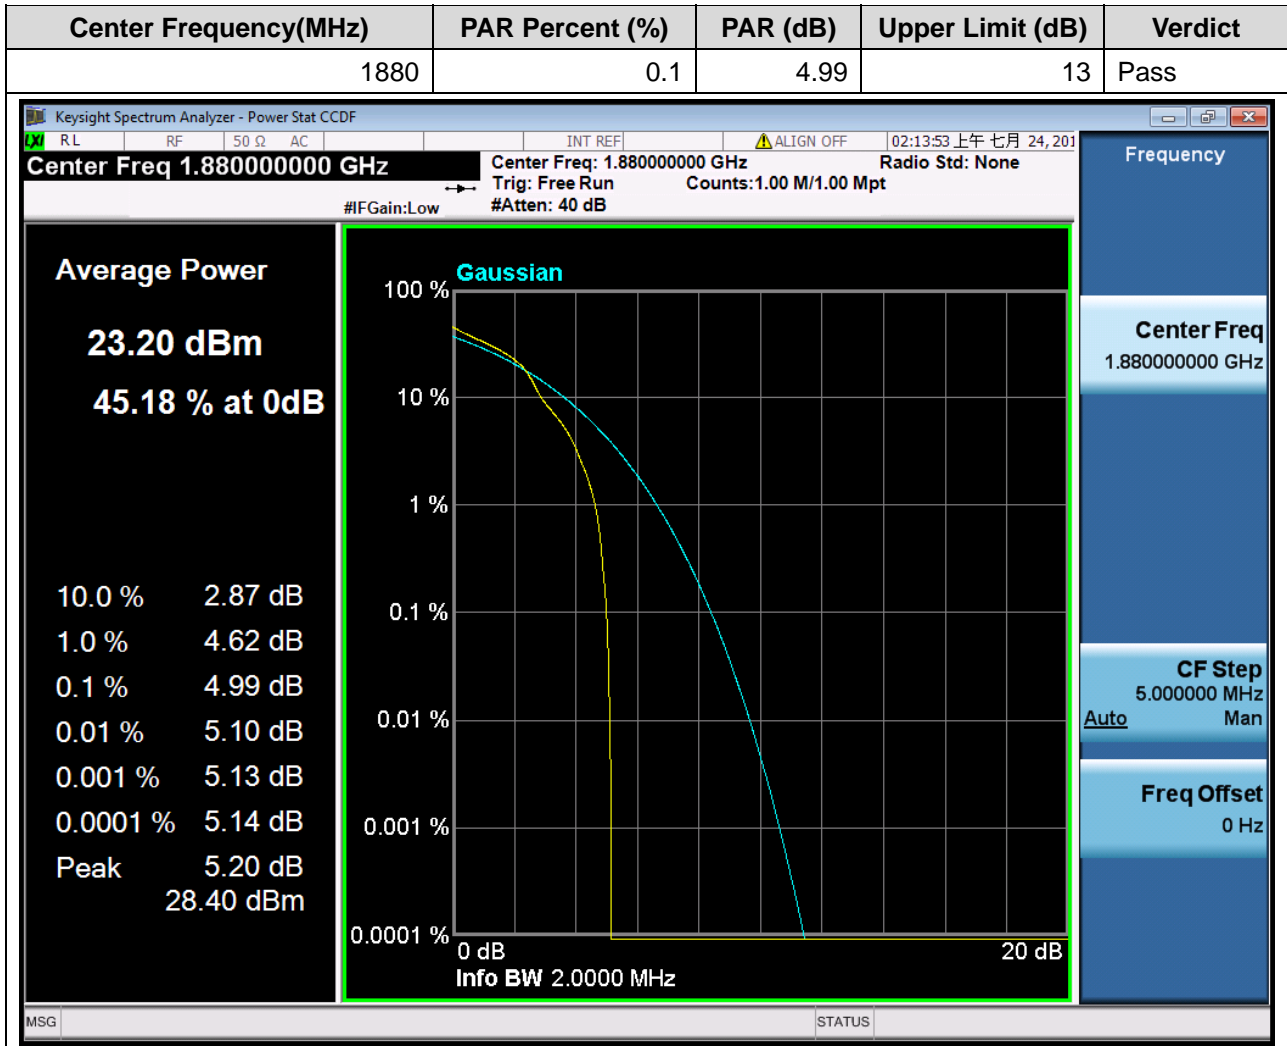 Center Frequency(MHz) PAR Percent (%) PAR (dB) Upper Limit (dB) Verdict
1880 0.1 4.99 13 Pass
Keysight Spectrum Analyzer - Power Stat CCDF
LXI RL RF 50 Ω AC INT REF ALIGN OFF 02:13:53 上午 七月 24, 201
Center Freq 1.880000000 GHz
#IFGain:Low
Center Freq: 1.880000000 GHz Radio Std: None
Trig: Free Run Counts:1.00 M/1.00 Mpt
#Atten: 40 dB
Average Power
23.20 dBm
45.18 % at 0dB
10.0 % 2.87 dB
1.0 % 4.62 dB
0.1 % 4.99 dB
0.01 % 5.10 dB
0.001 % 5.13 dB
0.0001 % 5.14 dB
Peak 5.20 dB
28.40 dBm
Gaussian
100 %
10 %
1 %
0.1 %
0.01 %
0.001 %
0.0001 %
0 dB 20 dB
Info BW 2.0000 MHz
Frequency
Center Freq
1.880000000 GHz
CF Step
5.000000 MHz
Auto Man
Freq Offset
0 Hz
MSG STATUS